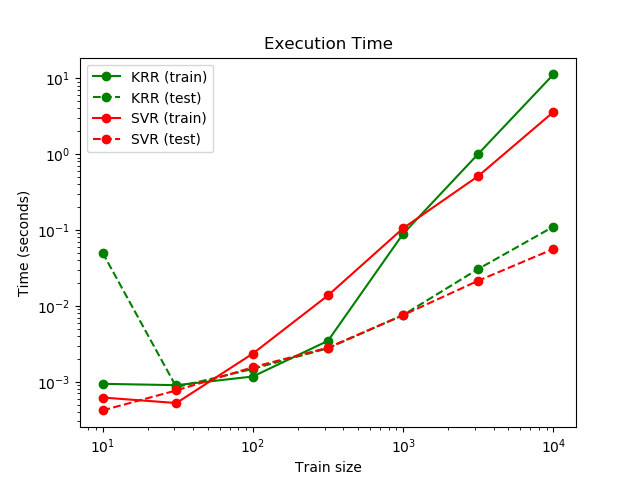 Execution Time
KRR (train)
KRR (test)
SVR (train)
SVR (test)
Time (seconds)
10¹
10⁰
10⁻¹
10⁻²
10⁻³
10¹ 10² 10³ 10⁴
Train size